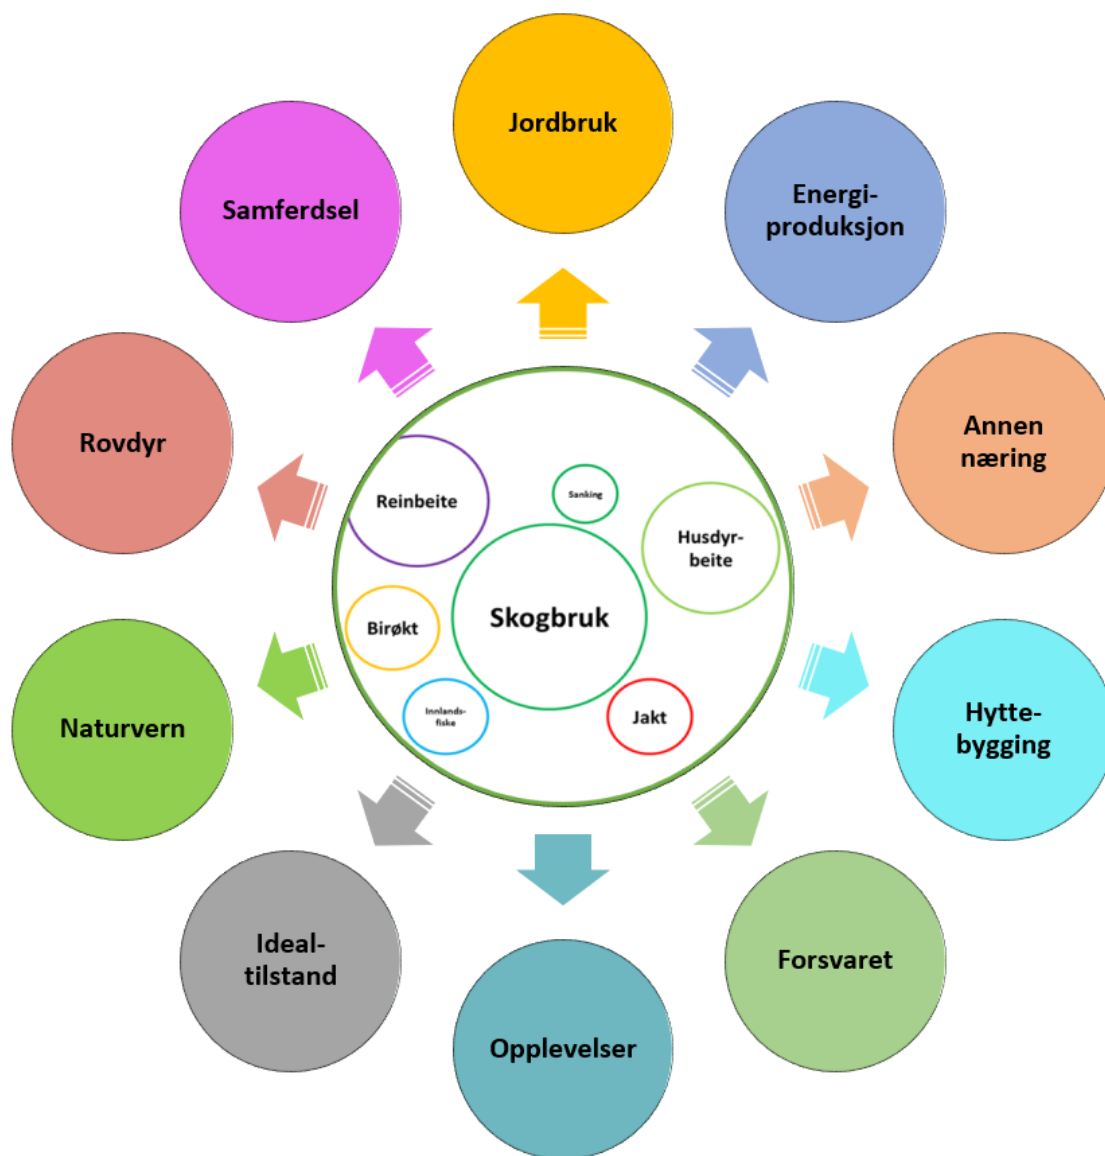 Jordbruk
Energi-
produksjon
Annen
næring
Hytte-
bygging
Forsvaret
Opplevelser
Ideal-
tilstand
Naturvern
Rovdyr
Samferdsel
Reinbeite
Sanking
Husdyr-
beite
Birøkt
Skogbruk
Innlands-
fiske
Jakt